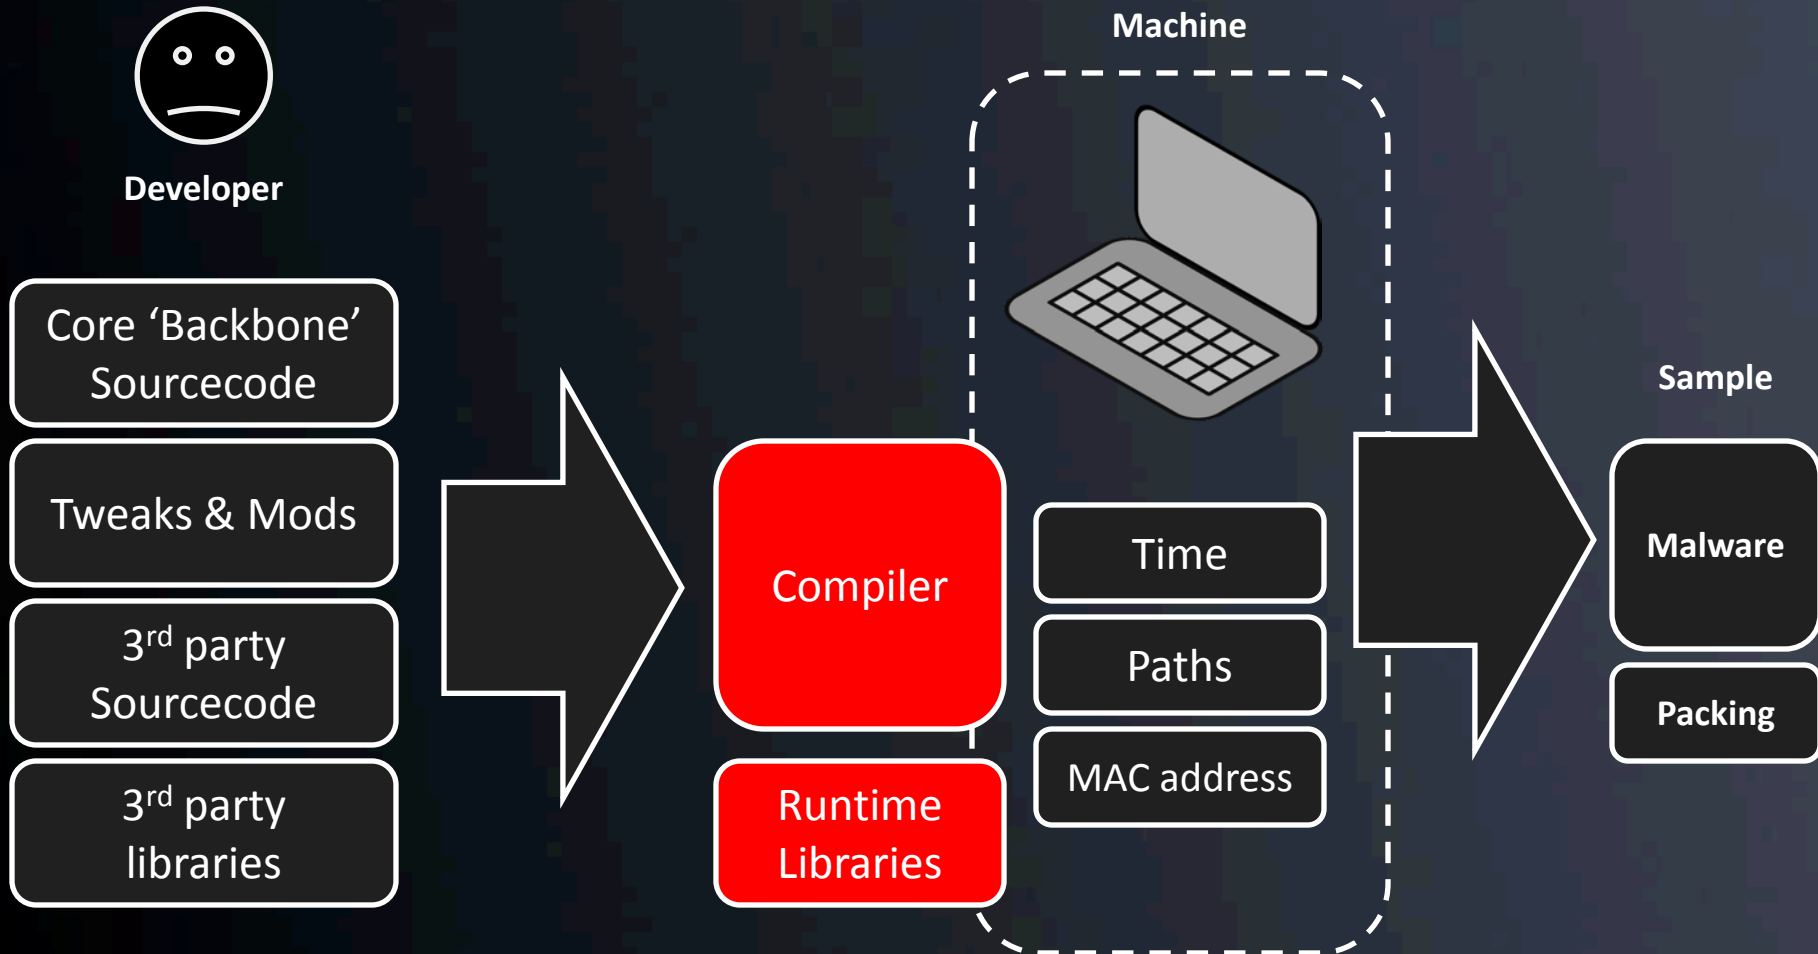 Developer
Core ‘Backbone’
Sourcecode
Tweaks & Mods
3rd party
Sourcecode
3rd party
libraries
Compiler
Runtime
Libraries
Machine
Time
Paths
MAC address
Sample
Malware
Packing